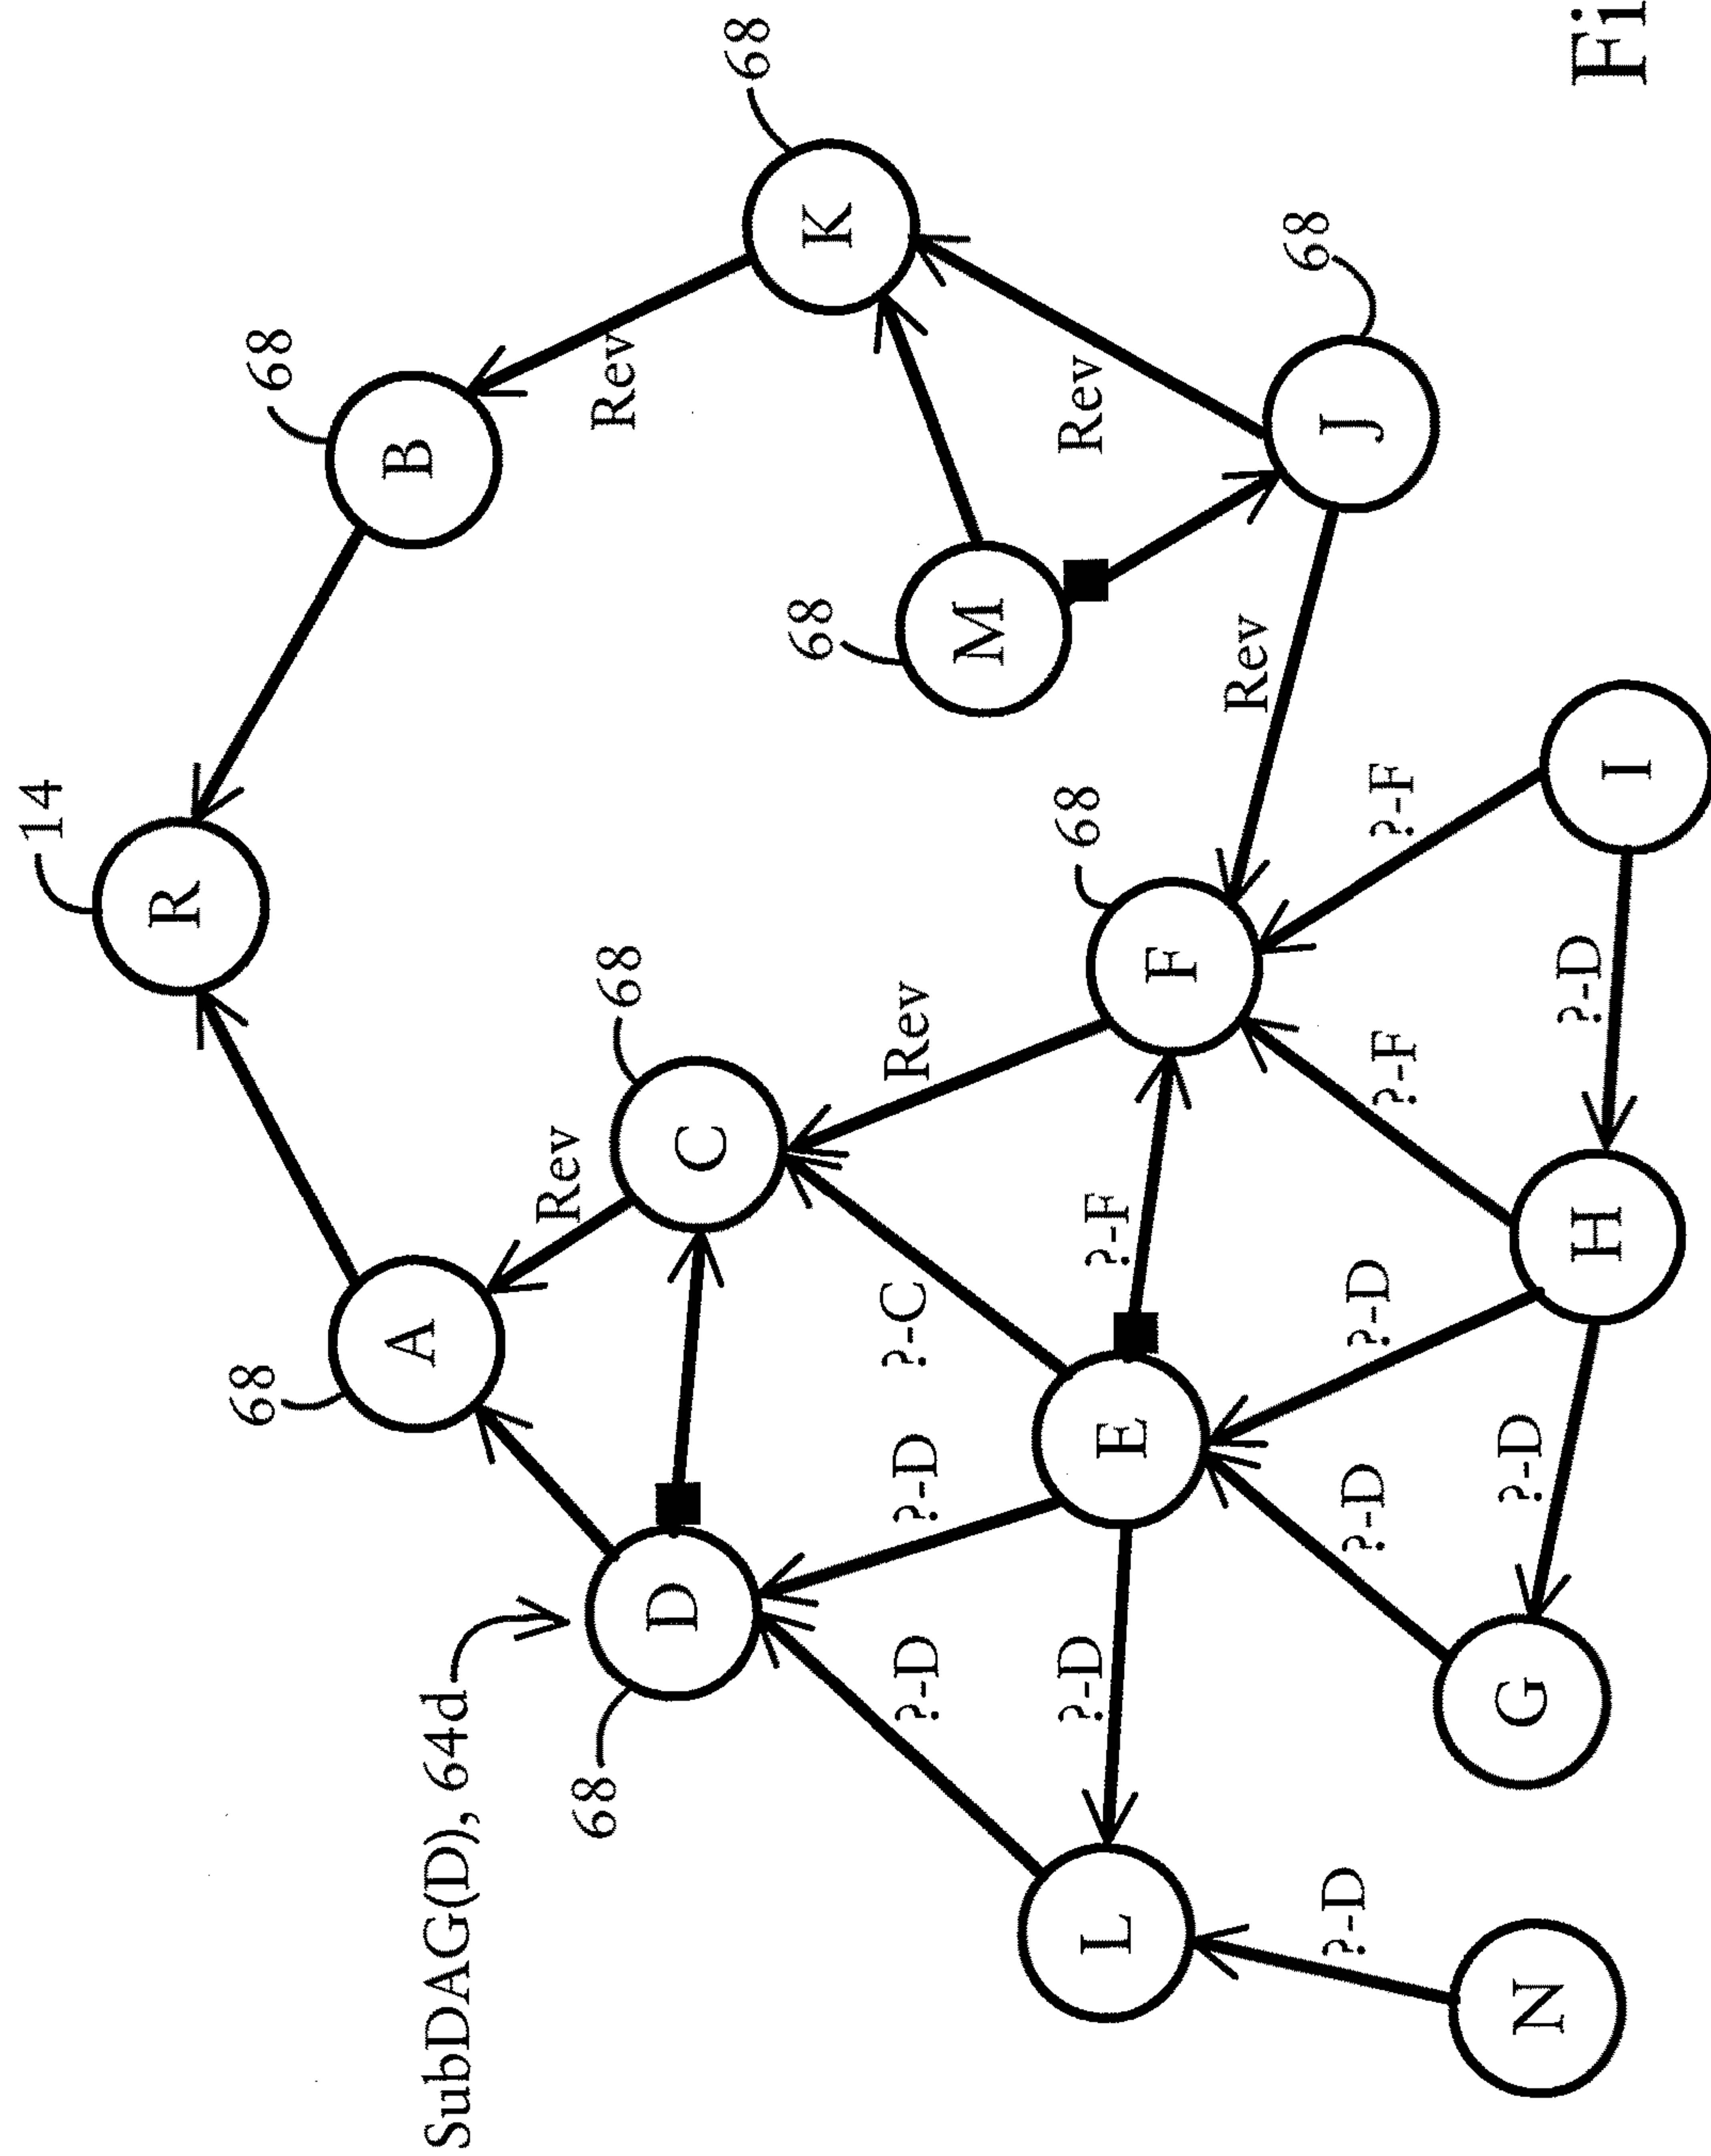 14
R
68
68
A
B
SubDAG(D), 64d
Rev
Rev
68
68
D
C
68
68
K
?-D
?-D
?-C
Rev
M
68
?-D
Rev
L
E
?-F
F
Rev
68
?-D
?-D
?-D
?-F
?-F
J
N
G
?-D
?-D
H
I
Fi